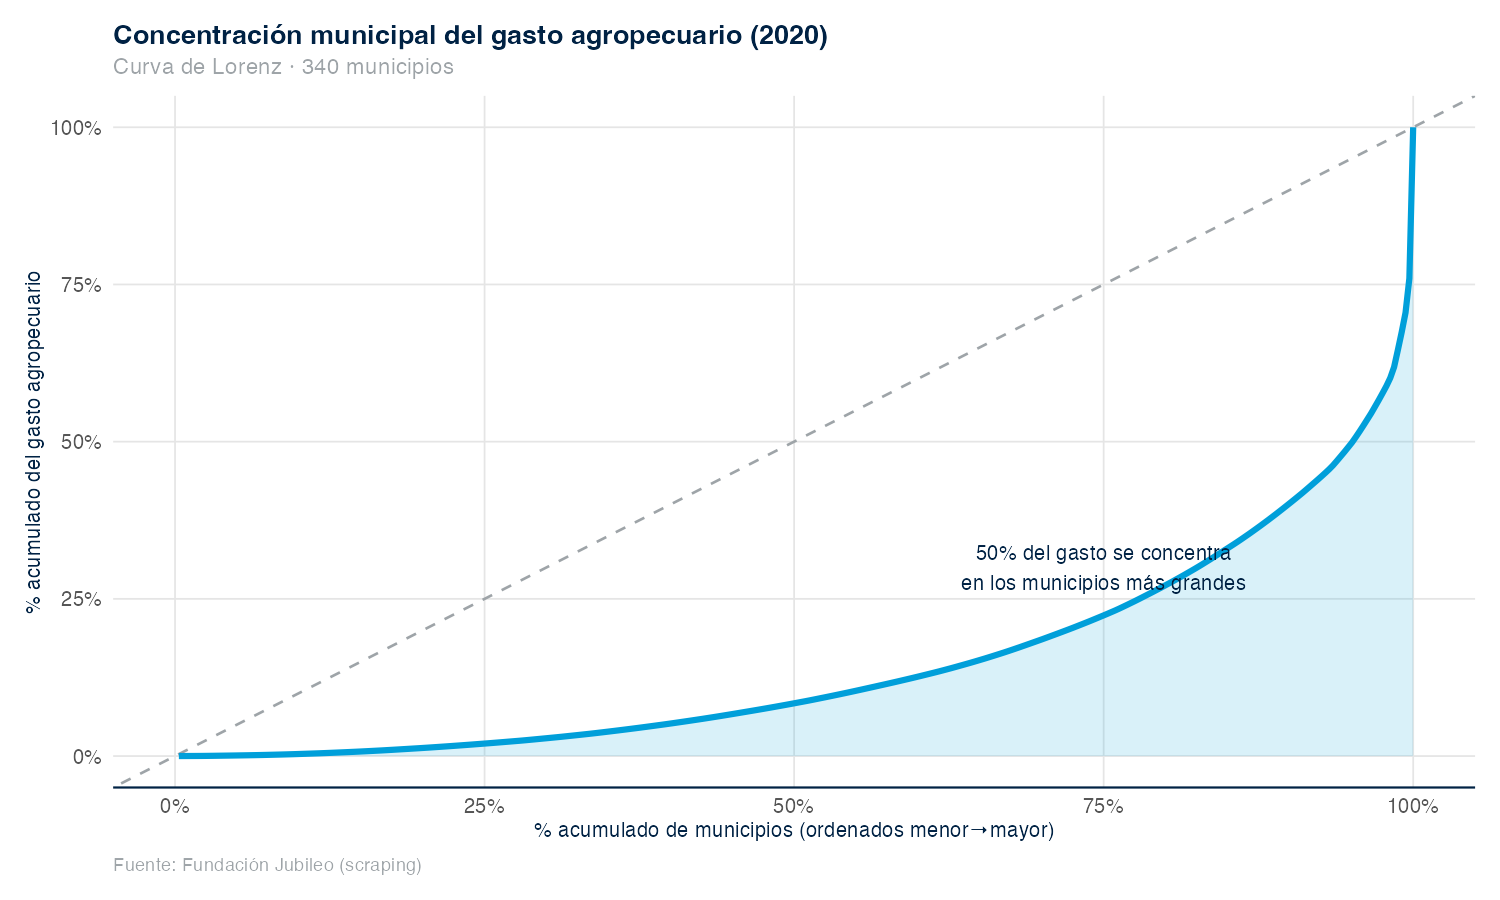 Concentración municipal del gasto agropecuario (2020)
Curva de Lorenz · 340 municipios
% acumulado del gasto agropecuario
100%
75%
50%
25%
0%
50% del gasto se concentra
en los municipios más grandes
0%
25%
50%
75%
100%
% acumulado de municipios (ordenados menor→mayor)
Fuente: Fundación Jubileo (scraping)